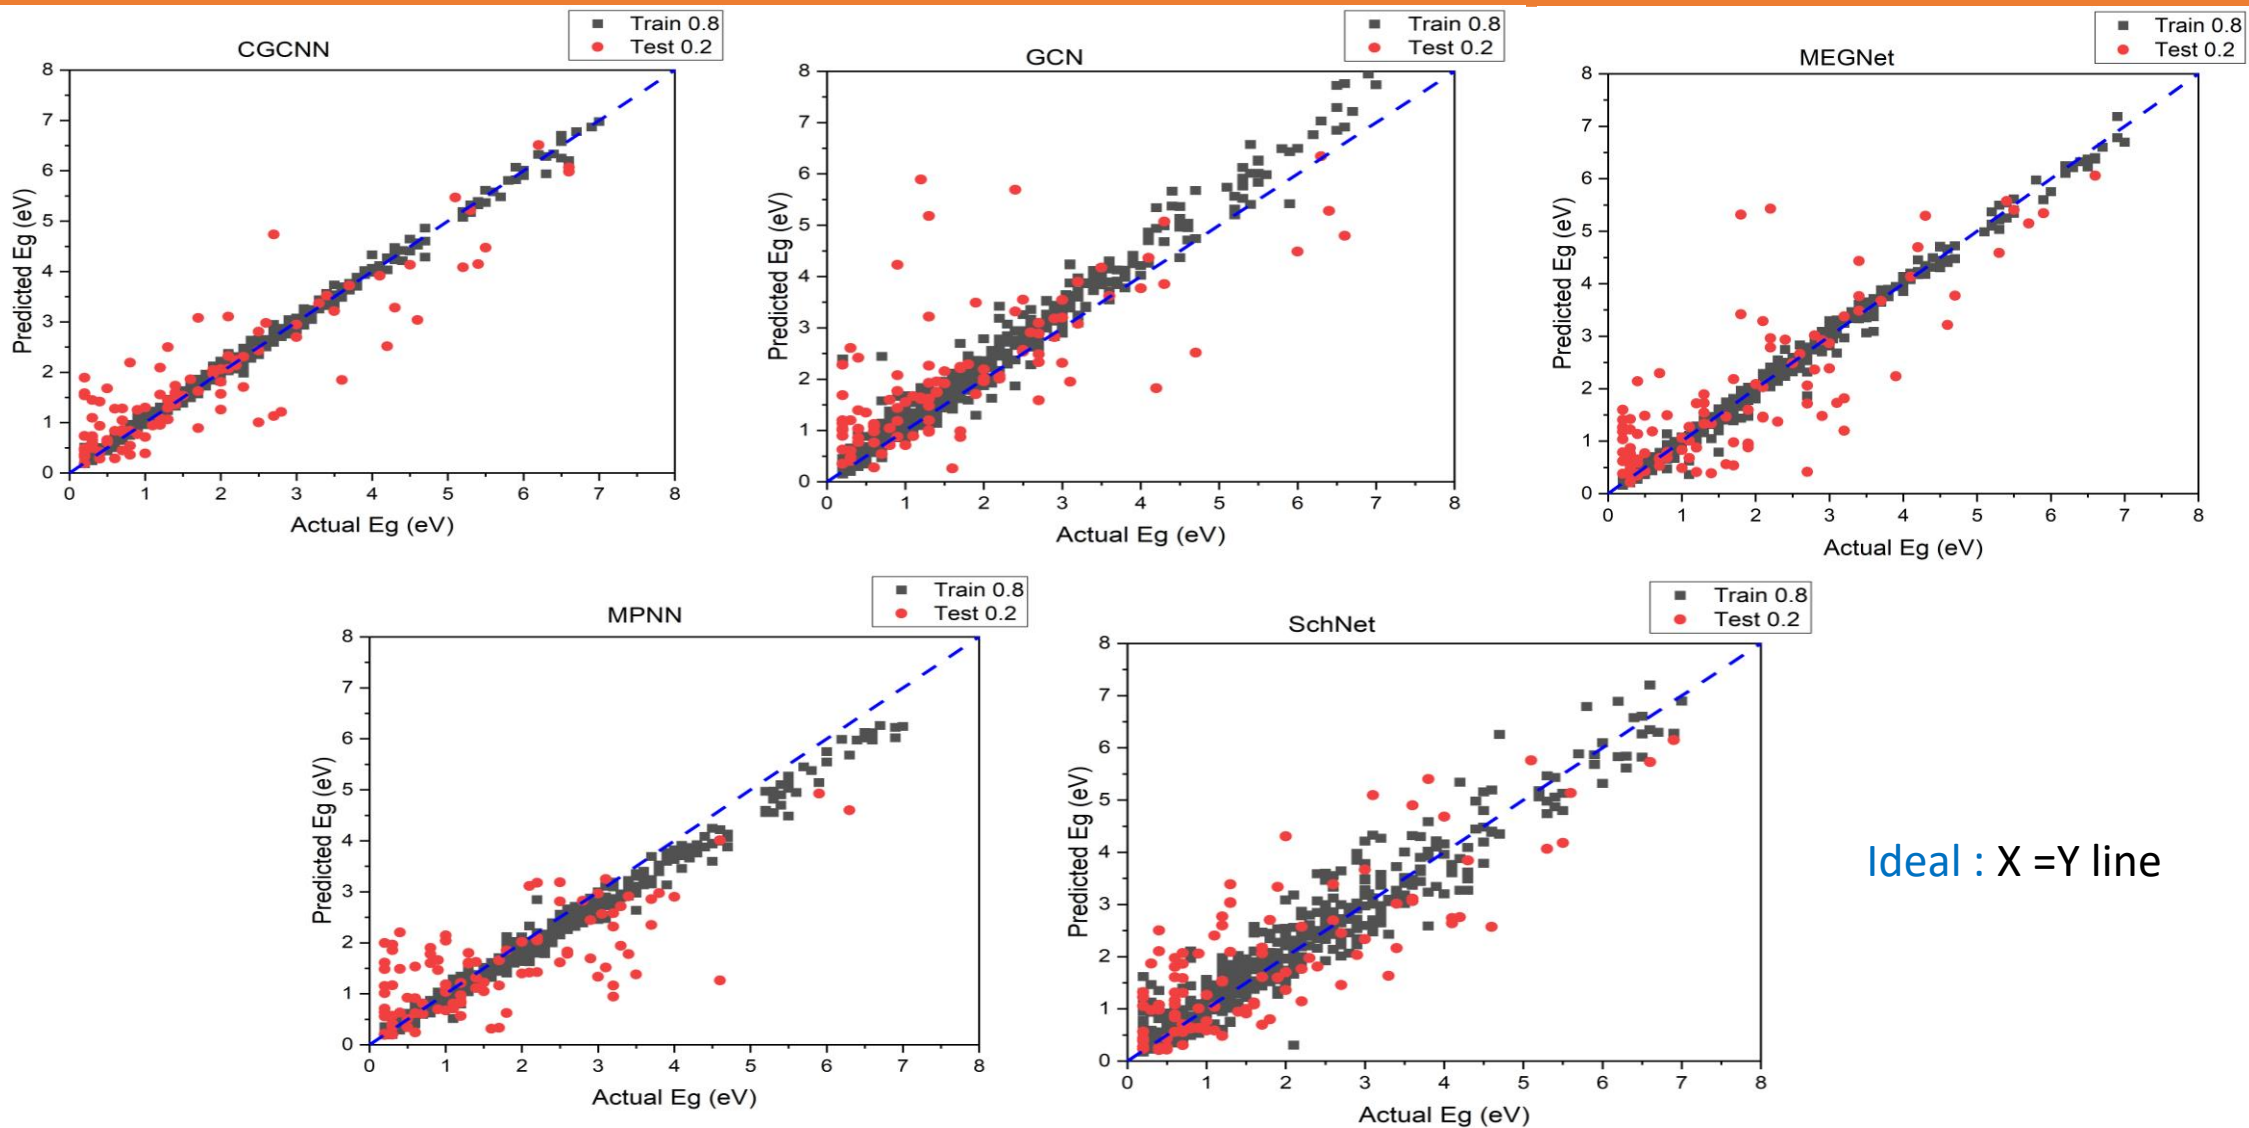 CGCNN
Train 0.8
Test 0.2
8
7
6
5
4
3
2
1
0
0 1 2 3 4 5 6 7 8
Predicted Eg (eV)
Actual Eg (eV)
GCN
Train 0.8
Test 0.2
8
7
6
5
4
3
2
1
0
0 1 2 3 4 5 6 7 8
Predicted Eg (eV)
Actual Eg (eV)
MEGNet
Train 0.8
Test 0.2
8
7
6
5
4
3
2
1
0
0 1 2 3 4 5 6 7 8
Predicted Eg (eV)
Actual Eg (eV)
MPNN
Train 0.8
Test 0.2
8
7
6
5
4
3
2
1
0
0 1 2 3 4 5 6 7 8
Predicted Eg (eV)
Actual Eg (eV)
SchNet
Train 0.8
Test 0.2
8
7
6
5
4
3
2
1
0
0 1 2 3 4 5 6 7 8
Predicted Eg (eV)
Actual Eg (eV)
Ideal : X =Y line